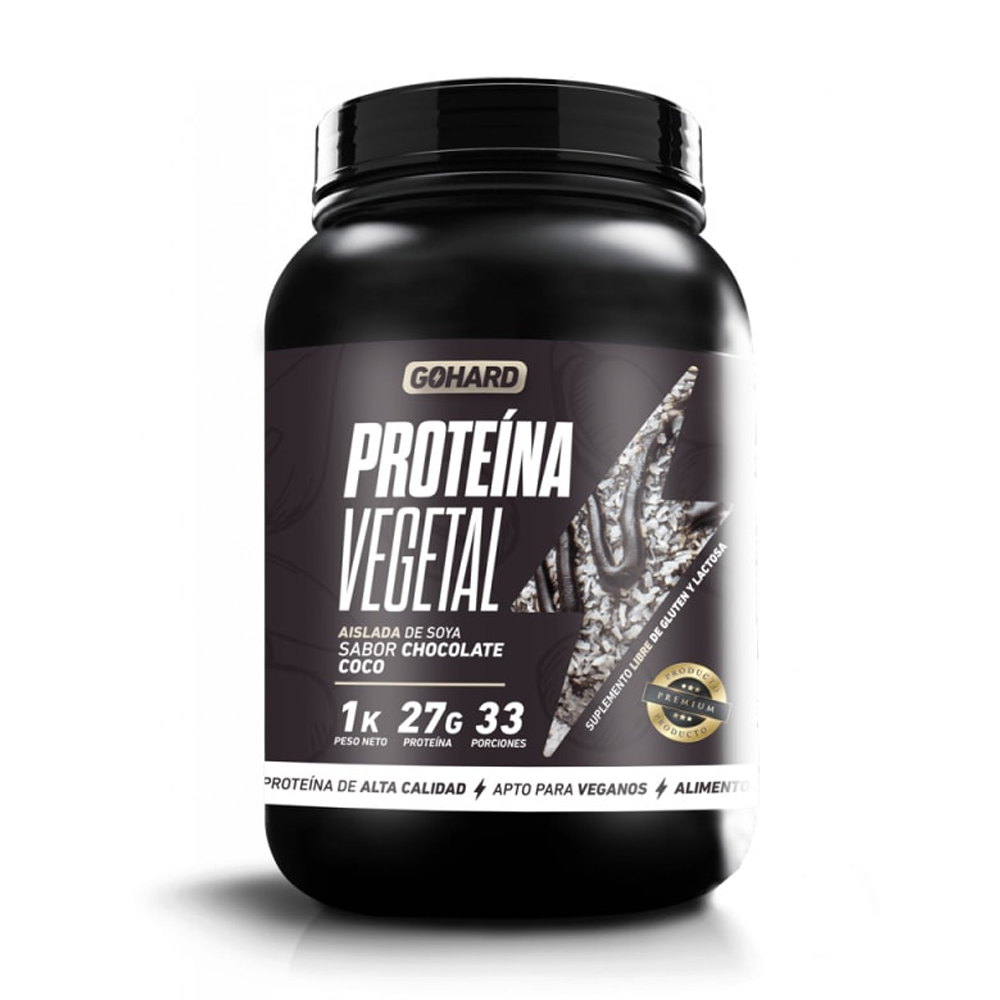 GOHARD
PROTEÍNA
VEGETAL
AISLADA DE SOYA
SABOR CHOCOLATE
COCO
1K 27G 33
PESO NETO PROTEÍNA PORCIONES
SUPLEMENTO LIBRE DE GLUTEN Y LACTOSA
PRODUCTO
PREMIUM
PRODUCTO
PROTEÍNA DE ALTA CALIDAD APTO PARA VEGANOS ALIMENTO